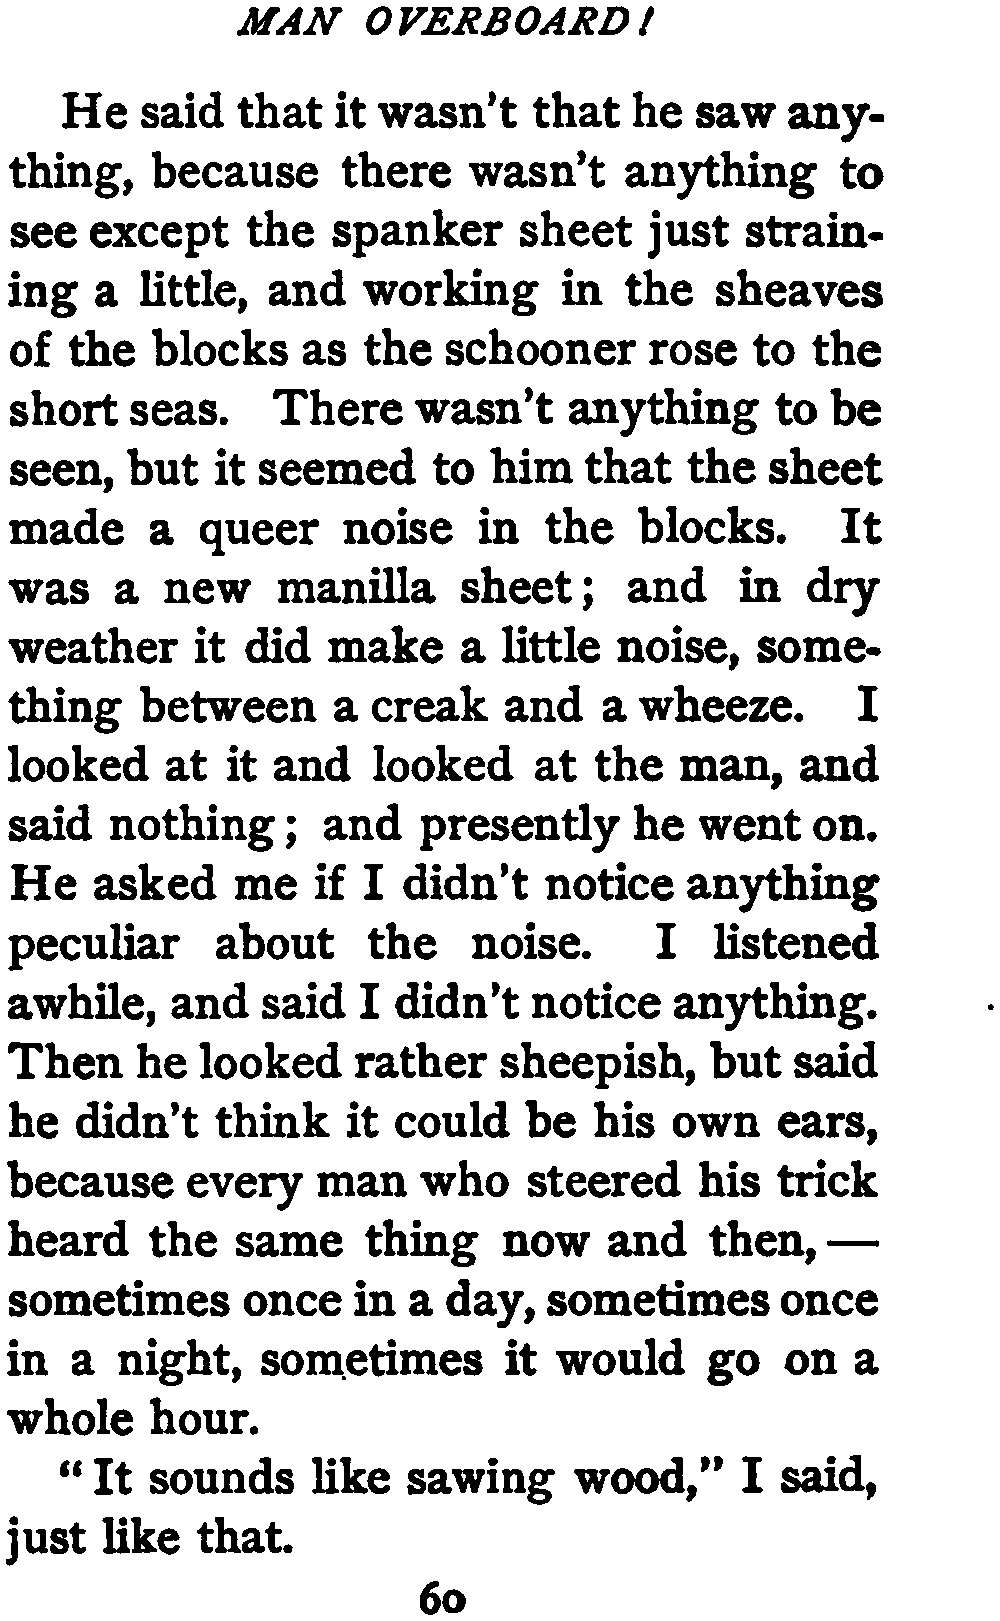 MAN OVERBOARD!
He said that it wasn't that he saw any-
thing, because there wasn't anything to
see except the spanker sheet just strain-
ing a little, and working in the sheaves
of the blocks as the schooner rose to the
short seas. There wasn't anything to be
seen, but it seemed to him that the sheet
made a queer noise in the blocks. It
was a new manilla sheet; and in dry
weather it did make a little noise, some-
thing between a creak and a wheeze. I
looked at it and looked at the man, and
said nothing; and presently he went on.
He asked me if I didn't notice anything
peculiar about the noise. I listened
awhile, and said I didn't notice anything.
Then he looked rather sheepish, but said
he didn't think it could be his own ears,
because every man who steered his trick
heard the same thing now and then, —
sometimes once in a day, sometimes once
in a night, sometimes it would go on a
whole hour.
"It sounds like sawing wood," I said,
just like that.
60